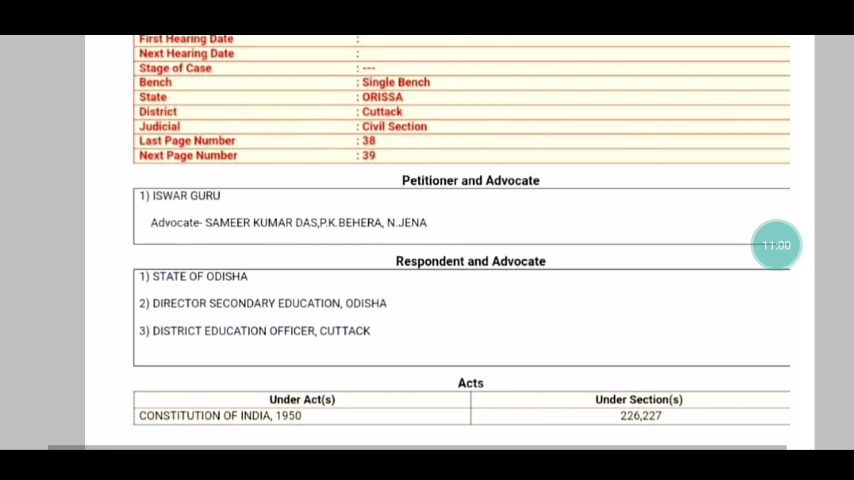 First Hearing Date :
Next Hearing Date :
Stage of Case : ---
Bench : Single Bench
State : ORISSA
District : Cuttack
Judicial : Civil Section
Last Page Number : 38
Next Page Number : 39
Petitioner and Advocate
1) ISWAR GURU
Advocate- SAMEER KUMAR DAS,P.K.BEHERA, N.JENA
11:00
Respondent and Advocate
1) STATE OF ODISHA
2) DIRECTOR SECONDARY EDUCATION, ODISHA
3) DISTRICT EDUCATION OFFICER, CUTTACK
Acts
Under Act(s) Under Section(s)
CONSTITUTION OF INDIA, 1950 226,227